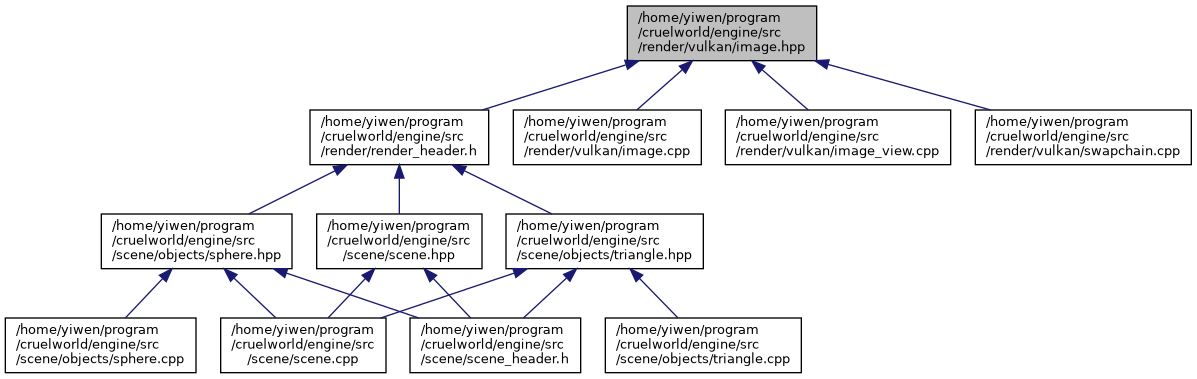 /home/yiwen/program
/cruelworld/engine/src
/render/vulkan/image.hpp
/home/yiwen/program
/cruelworld/engine/src
/render/render_header.h
/home/yiwen/program
/cruelworld/engine/src
/render/vulkan/image.cpp
/home/yiwen/program
/cruelworld/engine/src
/render/vulkan/image_view.cpp
/home/yiwen/program
/cruelworld/engine/src
/render/vulkan/swapchain.cpp
/home/yiwen/program
/cruelworld/engine/src
/scene/objects/sphere.hpp
/home/yiwen/program
/cruelworld/engine/src
/scene/scene.hpp
/home/yiwen/program
/cruelworld/engine/src
/scene/objects/triangle.hpp
/home/yiwen/program
/cruelworld/engine/src
/scene/objects/sphere.cpp
/home/yiwen/program
/cruelworld/engine/src
/scene/scene.cpp
/home/yiwen/program
/cruelworld/engine/src
/scene/scene_header.h
/home/yiwen/program
/cruelworld/engine/src
/scene/objects/triangle.cpp